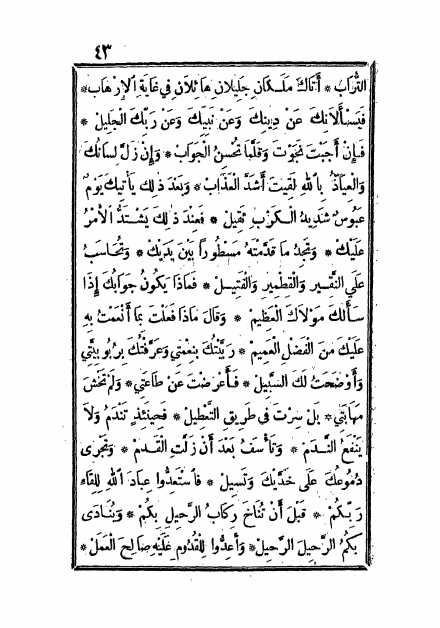 ٤٣
التُّرَابْ * أَتَاكَ مَلَكَانِ جَلِيلَانِ هَائِلَانِ فِي غَايَةِ الْإِرْهَابْ *
فَيَسْأَلَانِكَ عَنْ دِينِكَ وَعَنْ نَبِيِّكَ وَعَنْ رَبِّكَ الْجَلِيلْ *
فَإِنْ أَجَبْتَ نَجَوْتَ وَقَلَّمَا تُحْسِنُ الْجَوَابْ * وَإِنْ زَلَّ لِسَانُكَ
وَالْعِيَاذُ بِاللهِ لَقِيتَ أَشَدَّ الْعَذَابْ * وَبَعْدَ ذٰلِكَ يَأْتِيكَ يَوْمٌ
عَبُوسٌ شَدِيدُ الْكَرْبِ ثَقِيلْ * فَعِنْدَ ذٰلِكَ يَشْتَدُّ الْأَمْرُ
عَلَيْكَ * وَتَجِدُ مَا قَدَّمْتَهُ مَسْطُوراً بَيْنَ يَدَيْكَ * وَتُحَاسَبُ
عَلَى النَّقِيرِ وَالْقِطْمِيرِ وَالْفَتِيلْ * فَمَاذَا يَكُونُ جَوَابُكَ إِذَا
سَأَلَكَ مَوْلَاكَ الْعَظِيمْ * وَقَالَ مَاذَا فَعَلْتَ بِمَا أَنْعَمْتُ بِهِ
عَلَيْكَ مِنَ الْفَضْلِ الْعَمِيمْ * رَبَّيْتُكَ بِنِعْمَتِي وَعَرَّفْتُكَ بِرُبُوبِيَّتِي
وَأَوْضَحْتُ لَكَ السَّبِيلْ * فَأَعْرَضْتَ عَنْ طَاعَتِي * وَلَمْ تَخْشَ
مَهَابَتِي * بَلْ سِرْتَ فِي طَرِيقِ التَّعْطِيلْ * فَحِينَئِذٍ تَنْدَمُ وَلَا
يَنْفَعُ النَّدَمْ * وَتَأْسَفُ بَعْدَ أَنْ زَلَّتِ الْقَدَمْ * وَتَجْرِي
دُمُوعُكَ عَلَى خَدَّيْكَ وَتَسِيلْ * فَاسْتَعِدُّوا عِبَادَ اللهِ لِلِقَاءِ
رَبِّكُمْ * قَبْلَ أَنْ تُنَاخَ رِكَابُ الرَّحِيلِ بِكُمْ * وَيُنَادَى
بِكُمُ الرَّحِيلَ الرَّحِيلْ * وَأَعِدُّوا لِلْقُدُومِ عَلَيْهِ صَالِحَ الْعَمَلْ *